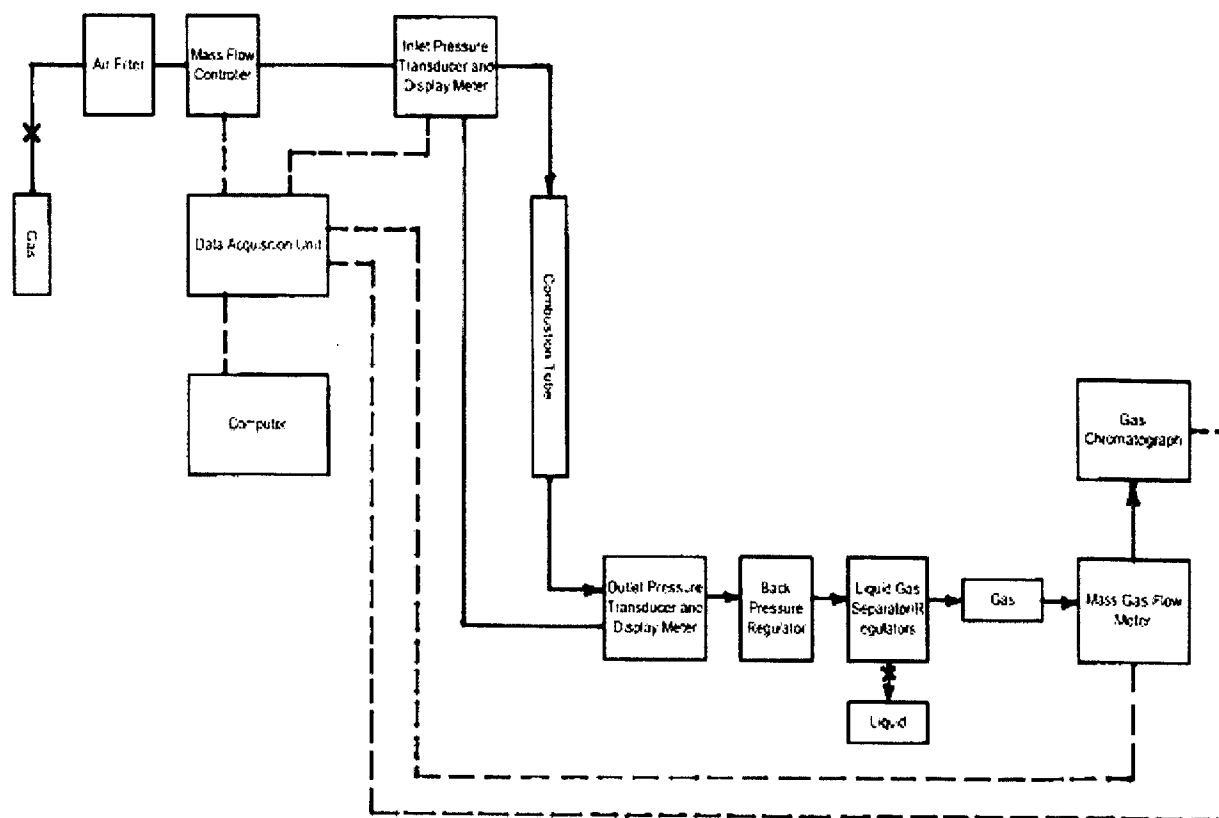 Air Filter
Mass Flow
Controller
Inlet Pressure
Transducer and
Display Meter
Gas
Data Acquisition Unit
Combustion Tube
Computer
Gas
Chromatograph
Outlet Pressure
Transducer and
Display Meter
Back
Pressure
Regulator
Liquid Gas
Separator/R
egulators
Gas
Mass Gas Flow
Meter
Liquid